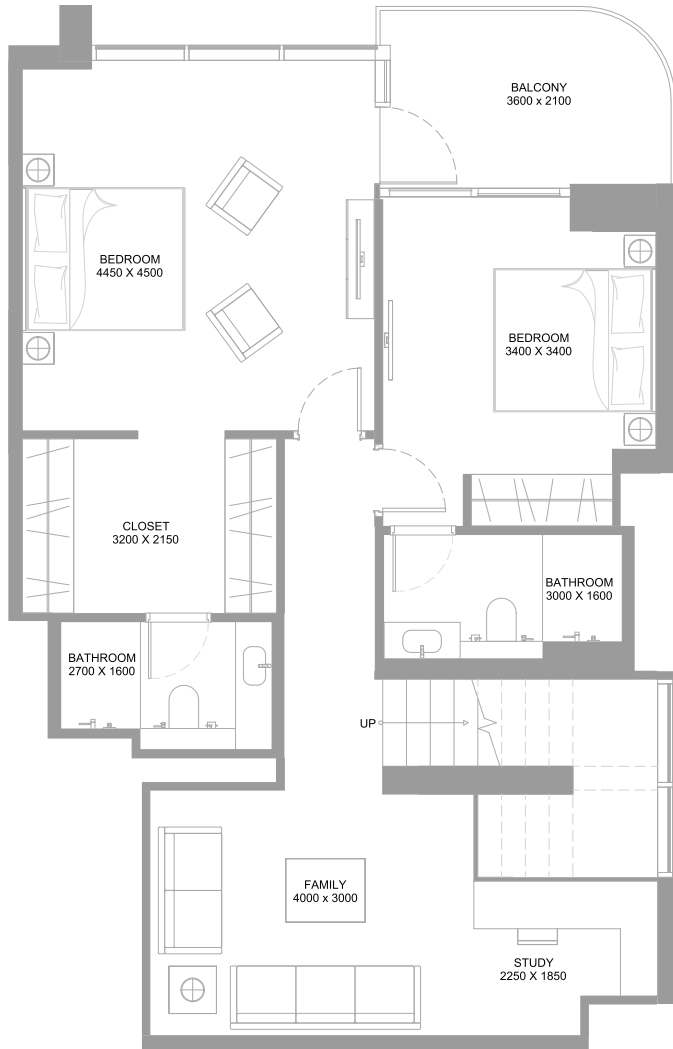 BALCONY
3600 x 2100
BEDROOM
4450 X 4500
BEDROOM
3400 X 3400
CLOSET
3200 X 2150
BATHROOM
3000 X 1600
BATHROOM
2700 X 1600
UP
FAMILY
4000 x 3000
STUDY
2250 X 1850